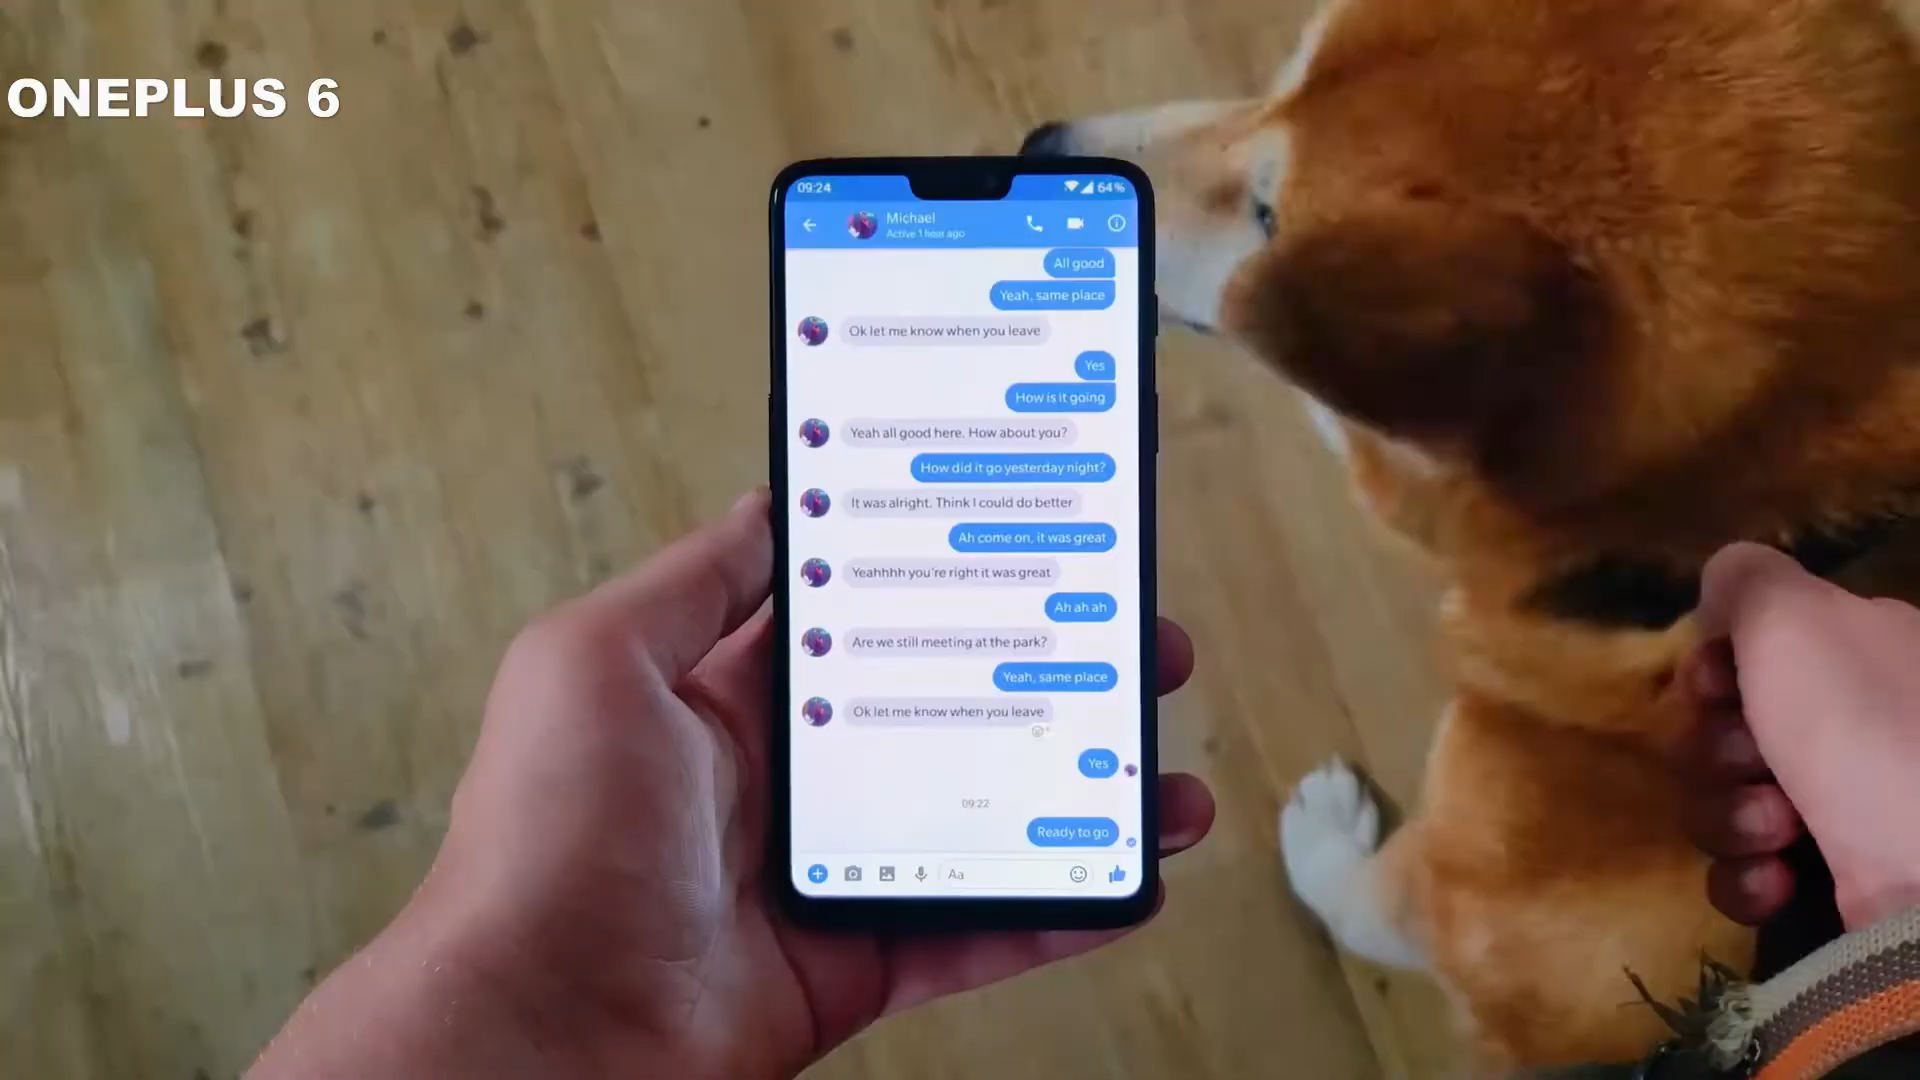 ONEPLUS 6
09:24
64%
Michael
Active 1 hour ago
All good
Yeah, same place
Ok let me know when you leave
Yes
How is it going
Yeah all good here. How about you?
How did it go yesterday night?
It was alright. Think I could do better
Ah come on, it was great
Yeahhhh you're right it was great
Ah ah ah
Are we still meeting at the park?
Yeah, same place
Ok let me know when you leave
Yes
09:22
Ready to go
Aa